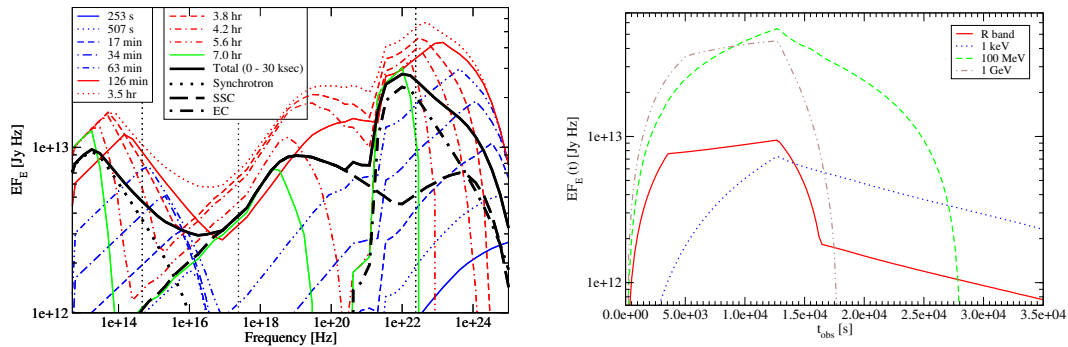 253 s
507 s
17 min
34 min
63 min
126 min
3.5 hr
3.8 hr
4.2 hr
5.6 hr
7.0 hr
Total (0 - 30 ksec)
Synchrotron
SSC
EC
EF_E [Jy Hz]
1e+13
1e+12
1e+14 1e+16 1e+18 1e+20 1e+22 1e+24
Frequency [Hz]
R band
1 keV
100 MeV
1 GeV
EF_E (t) [Jy Hz]
1e+13
1e+12
0.0e+00 5.0e+03 1.0e+04 1.5e+04 2.0e+04 2.5e+04 3.0e+04 3.5e+04
t_obs [s]